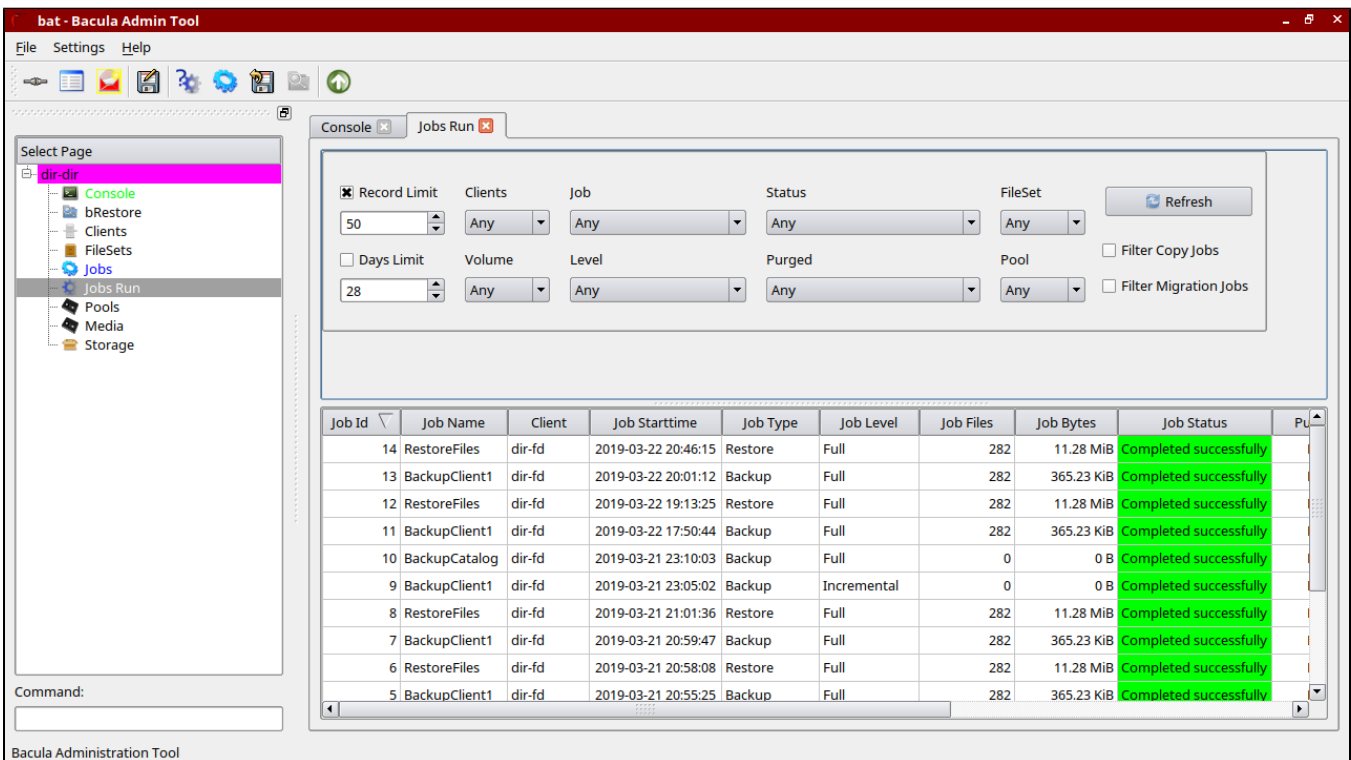 bat - Bacula Admin Tool
File Settings Help
Select Page
dir-dir
Console
bRestore
Clients
FileSets
Jobs
Jobs Run
Pools
Media
Storage
Command:
Bacula Administration Tool
Console Jobs Run
Record Limit Clients Job Status FileSet
50 Any Any Any Any Refresh
Days Limit Volume Level Purged Pool Filter Copy Jobs
28 Any Any Any Any Filter Migration Jobs
Job Id Job Name Client Job Starttime Job Type Job Level Job Files Job Bytes Job Status
14 RestoreFiles dir-fd 2019-03-22 20:46:15 Restore Full 282 11.28 MiB Completed successfully
13 BackupClient1 dir-fd 2019-03-22 20:01:12 Backup Full 282 365.23 KiB Completed successfully
12 RestoreFiles dir-fd 2019-03-22 19:13:25 Restore Full 282 11.28 MiB Completed successfully
11 BackupClient1 dir-fd 2019-03-22 17:50:44 Backup Full 282 365.23 KiB Completed successfully
10 BackupCatalog dir-fd 2019-03-21 23:10:03 Backup Full 0 0 B Completed successfully
9 BackupClient1 dir-fd 2019-03-21 23:05:02 Backup Incremental 0 0 B Completed successfully
8 RestoreFiles dir-fd 2019-03-21 21:01:36 Restore Full 282 11.28 MiB Completed successfully
7 BackupClient1 dir-fd 2019-03-21 20:59:47 Backup Full 282 365.23 KiB Completed successfully
6 RestoreFiles dir-fd 2019-03-21 20:58:08 Restore Full 282 11.28 MiB Completed successfully
5 BackupClient1 dir-fd 2019-03-21 20:55:25 Backup Full 282 365.23 KiB Completed successfully